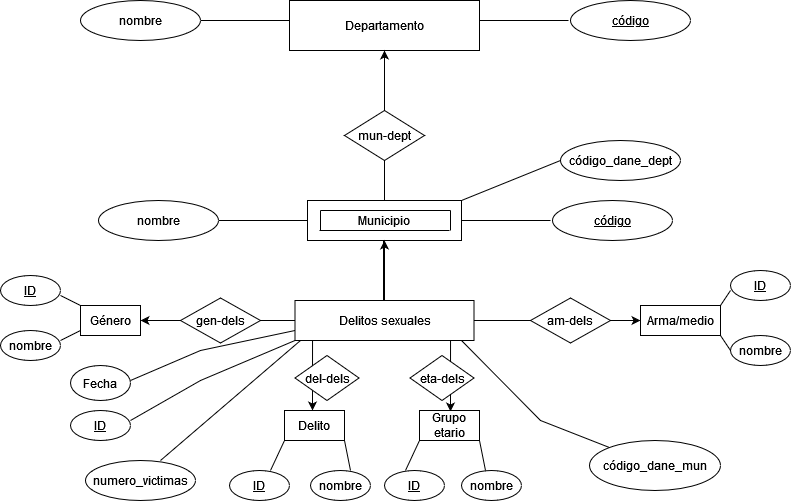 nombre
Departamento
código
mun-dept
código_dane_dept
nombre
Municipio
código
ID
ID
Género
gen-dels
Delitos sexuales
am-dels
Arma/medio
nombre
nombre
Fecha
del-dels
eta-dels
ID
Delito
Grupo
etario
numero_victimas
ID
nombre
ID
nombre
código_dane_mun